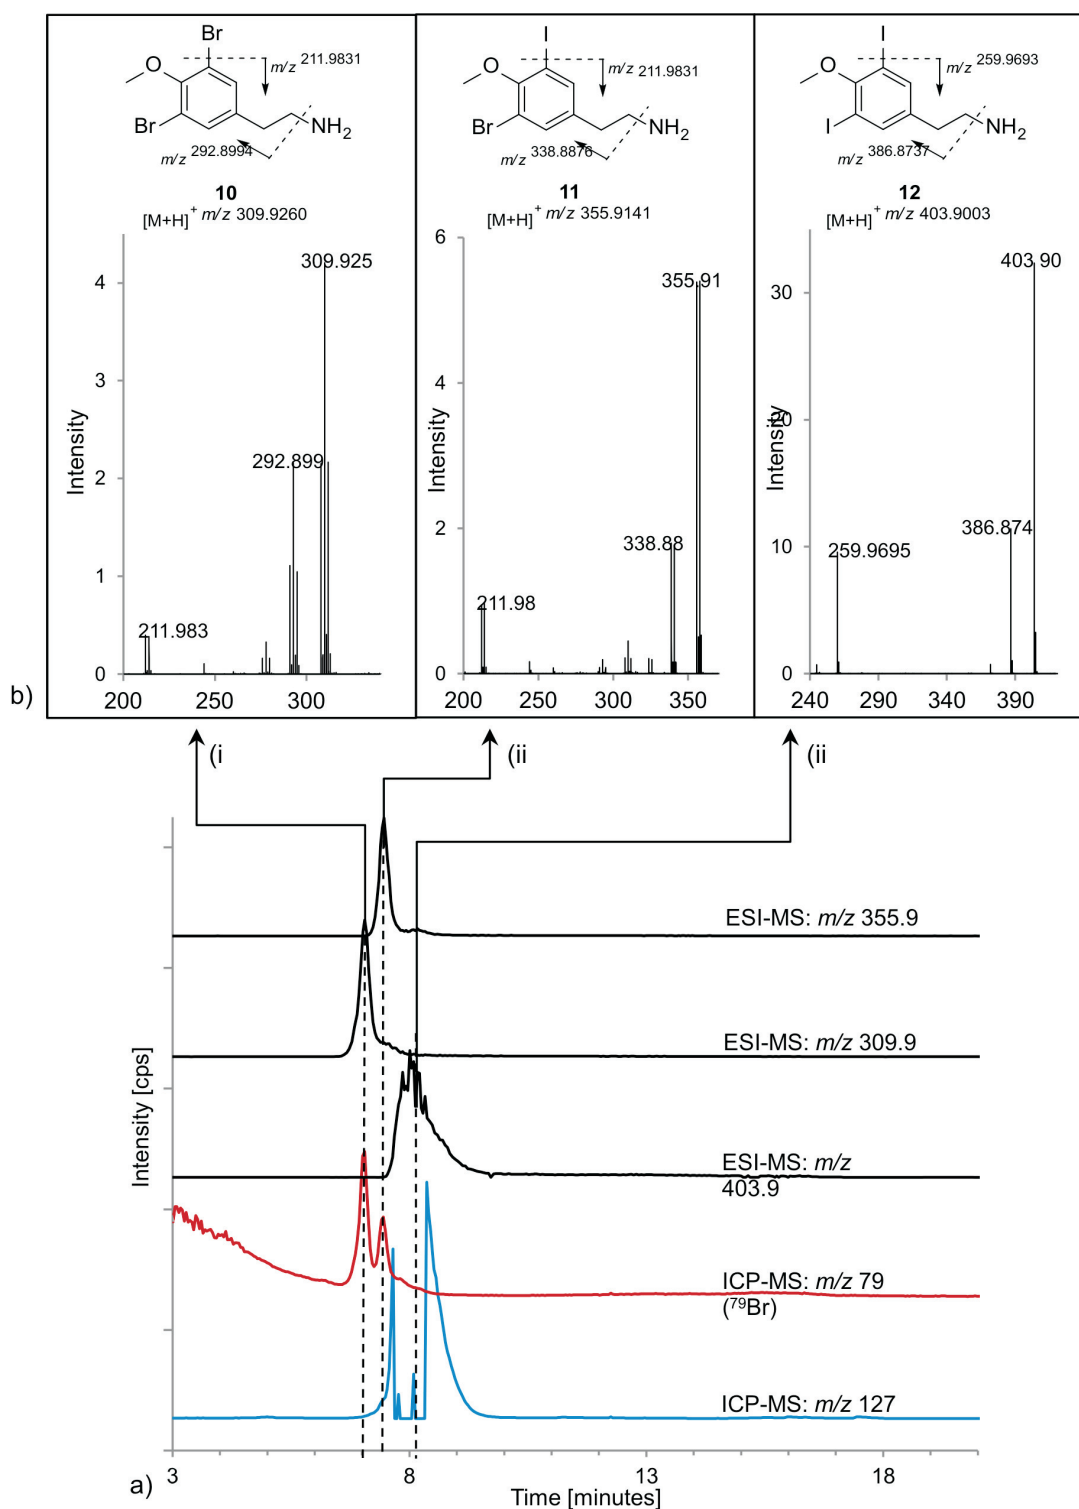 Br
O
Br
NH2
m/z 211.9831
m/z 292.8994
10
[M+H]+ m/z 309.9260
I
O
Br
NH2
m/z 211.9831
m/z 338.8876
11
[M+H]+ m/z 355.9141
I
O
I
NH2
m/z 259.9693
m/z 386.8737
12
[M+H]+ m/z 403.9003
Intensity
4
3
2
1
0
309.925
292.899
211.983
200 250 300
Intensity
6
4
2
0
355.91
338.88
211.98
200 250 300 350
Intensity
30
20
10
0
403.90
386.874
259.9695
240 290 340 390
b)
(i
(ii
(ii
Intensity [cps]
ESI-MS: m/z 355.9
ESI-MS: m/z 309.9
ESI-MS: m/z
403.9
ICP-MS: m/z 79
(79Br)
ICP-MS: m/z 127
3 8 13 18
a)
Time [minutes]